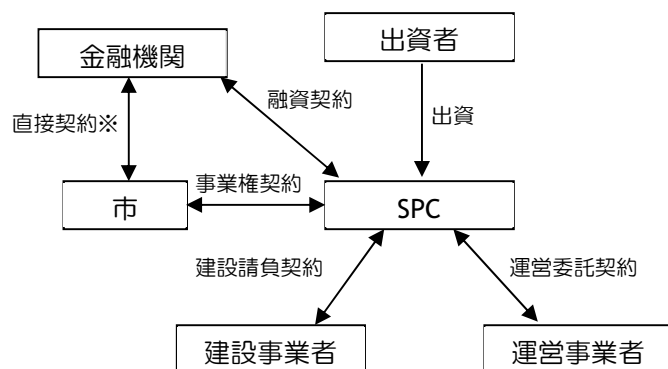 出資者
金融機関
融資契約
出資
直接契約※
事業権契約
市
SPC
建設請負契約
運営委託契約
建設事業者
運営事業者